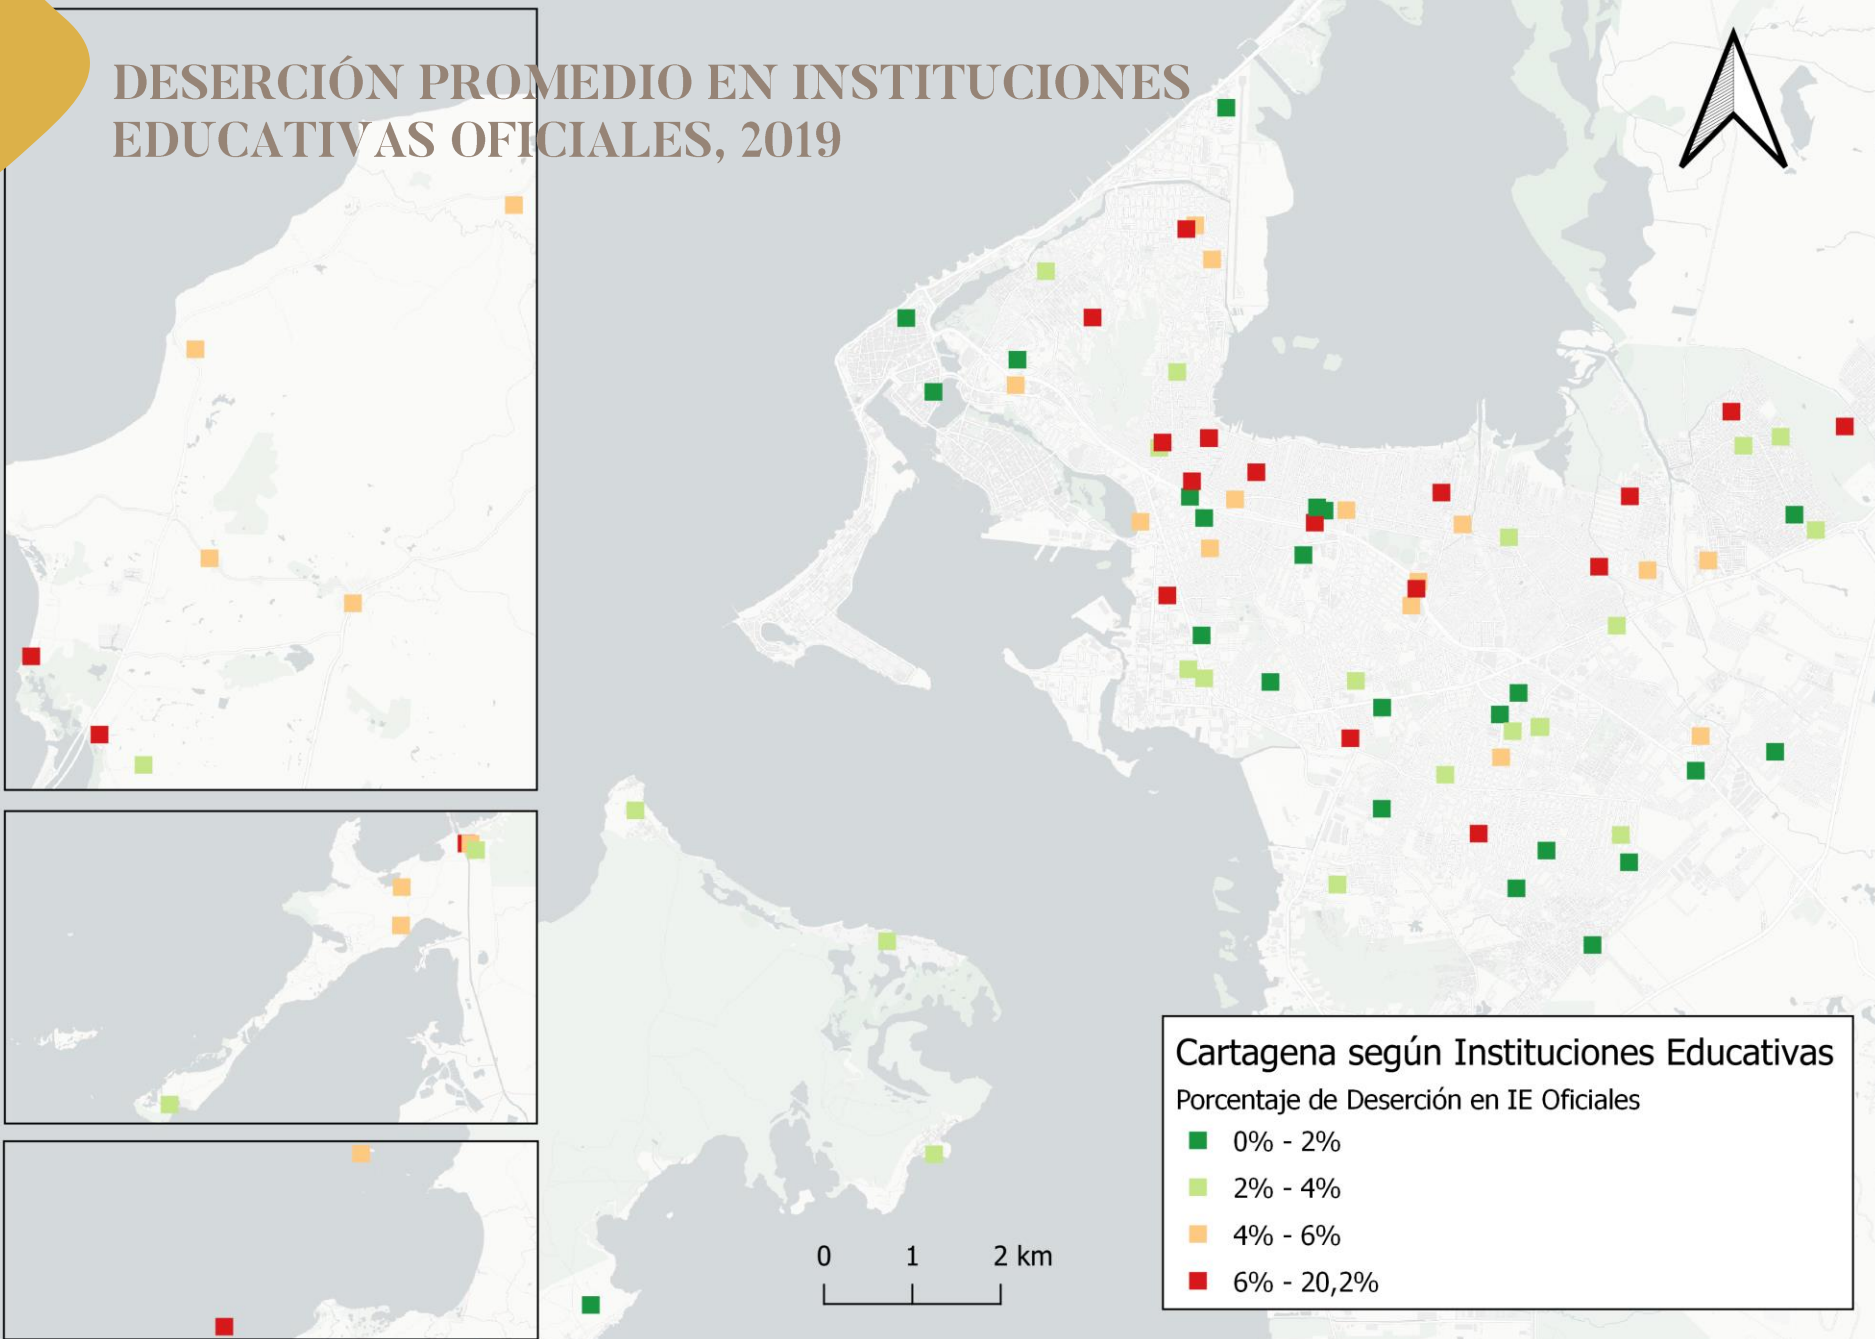 DESERCIÓN PROMEDIO EN INSTITUCIONES
EDUCATIVAS OFICIALES, 2019
Cartagena según Instituciones Educativas
Porcentaje de Deserción en IE Oficiales
0% - 2%
2% - 4%
4% - 6%
6% - 20,2%
0 1 2 km